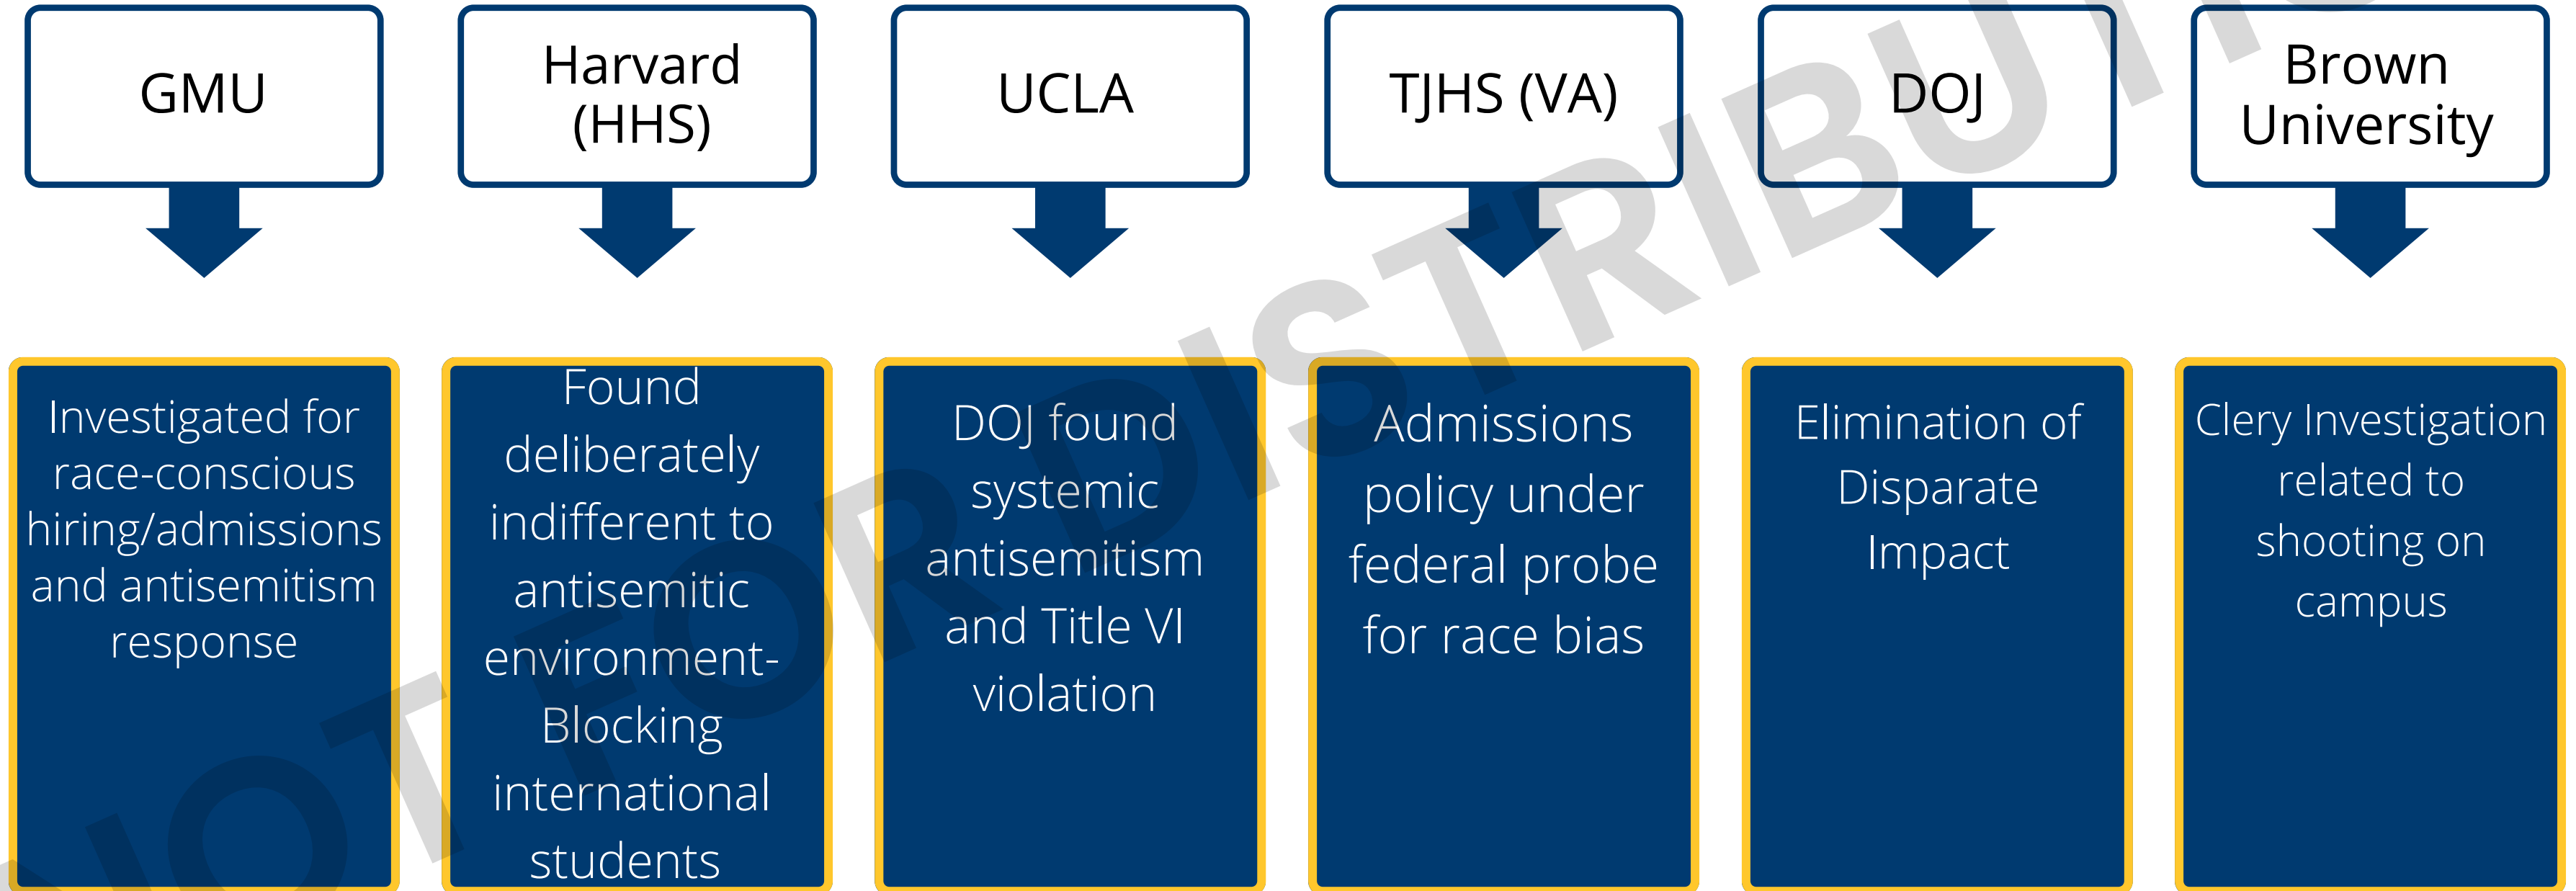 GMU
Investigated for
race-conscious
hiring/admissions
and antisemitism
response
Harvard
(HHS)
Found
deliberately
indifferent to
antisemitic
environment-
Blocking
international
students
UCLA
DOJ found
systemic
antisemitism
and Title VI
violation
TJHS (VA)
Admissions
policy under
federal probe
for race bias
DOJ
Elimination of
Disparate
Impact
Brown
University
Clery Investigation
related to
shooting on
campus
NOT FOR DISTRIBUTIO